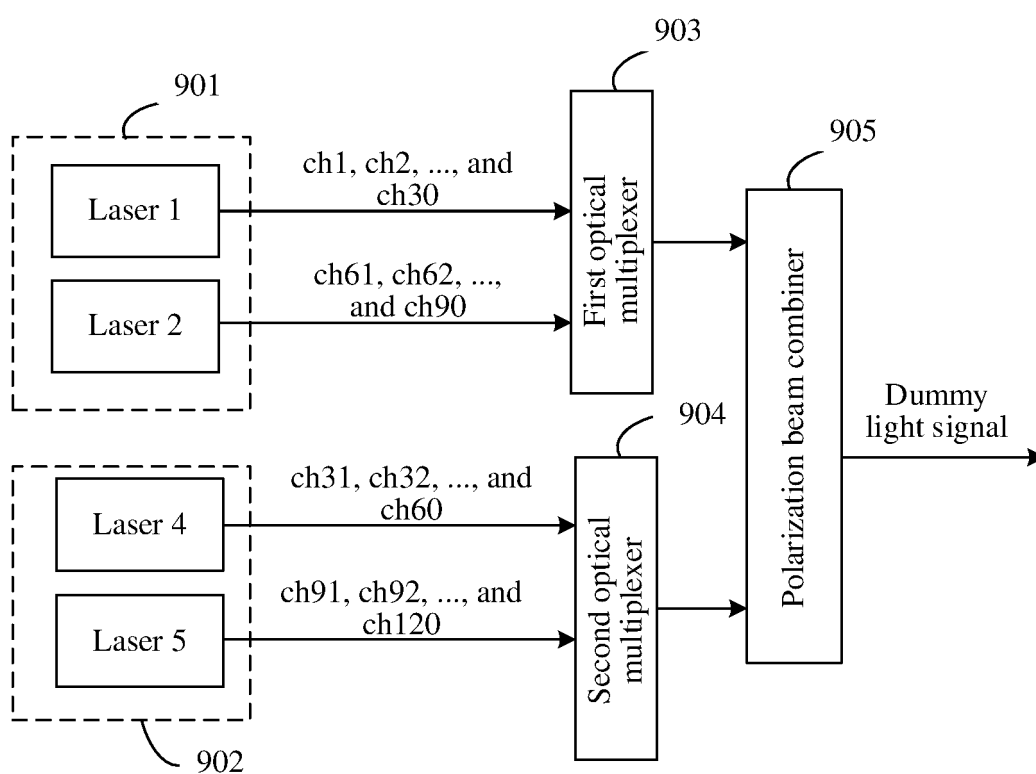 903
901
905
ch1, ch2, ..., and
ch30
Laser 1
First optical
multiplexer
ch61, ch62, ...,
and ch90
Laser 2
Polarization beam combiner
Dummy
light signal
904
ch31, ch32, ..., and
ch60
Laser 4
Second optical
multiplexer
ch91, ch92, ..., and
ch120
Laser 5
902